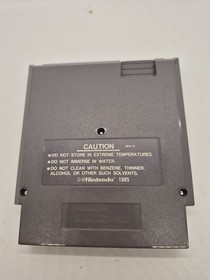 CAUTION
•DO NOT STORE IN EXTREME TEMPERATURES.
•DO NOT IMMERSE IN WATER.
•DO NOT CLEAN WITH BENZENE, THINNER,
ALCOHOL OR OTHER SUCH SOLVENTS.
Nintendo 1985